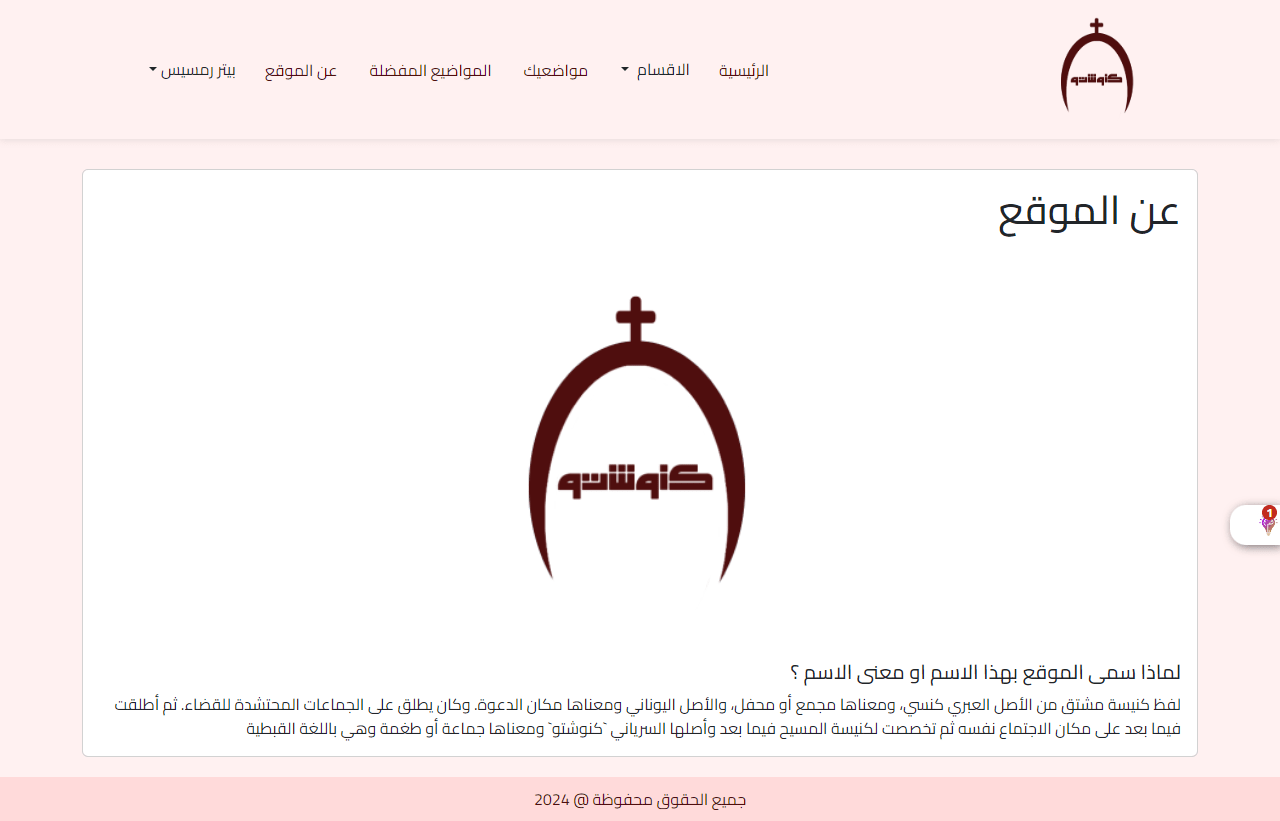 كنوشتو
الرئيسية
الاقسام
مواضعيك
المواضيع المفضلة
عن الموقع
بيتر رمسيس
عن الموقع
كنوشتو
1
لماذا سمى الموقع بهذا الاسم او معنى الاسم ؟
لفظ كنيسة مشتق من الأصل العبري كنسي، ومعناها مجمع أو محفل، والأصل اليوناني ومعناها مكان الدعوة. وكان يطلق على الجماعات المحتشدة للقضاء. ثم أطلقت
فيما بعد على مكان الاجتماع نفسه ثم تخصصت لكنيسة المسيح فيما بعد وأصلها السرياني `كنوشتو` ومعناها جماعة أو طغمة وهي باللغة القبطية
جميع الحقوق محفوظة @ 2024